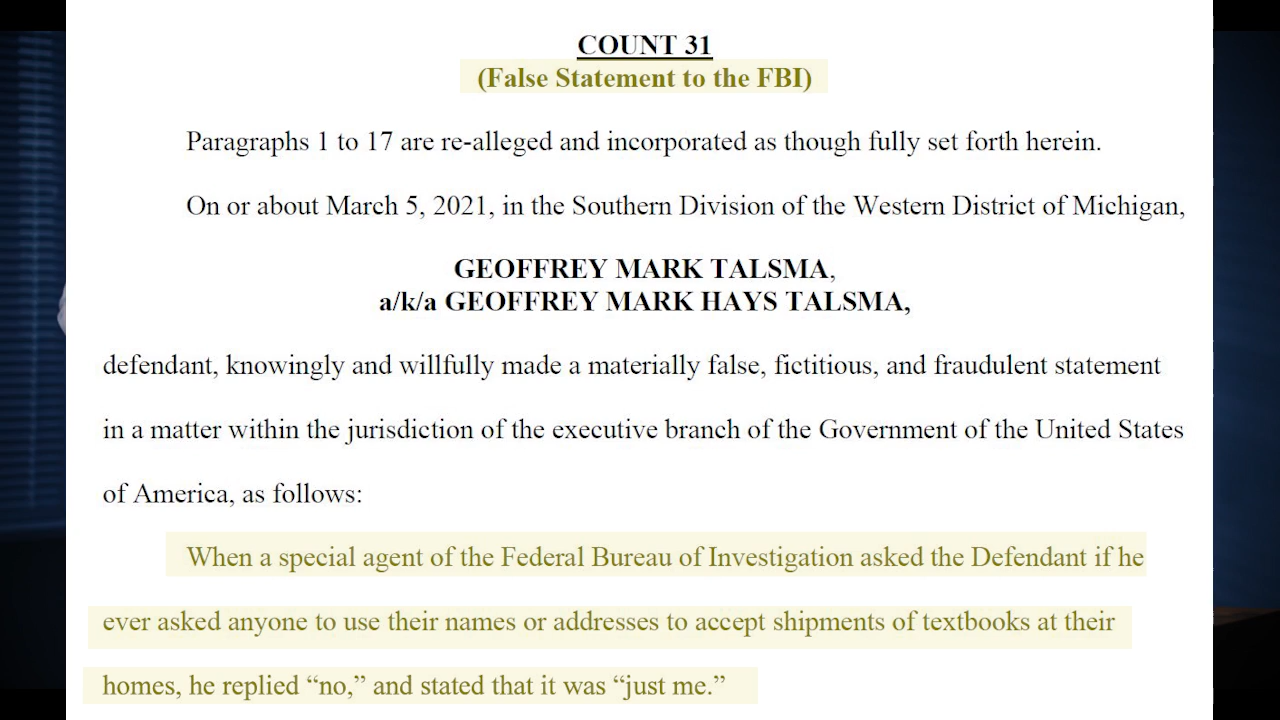 COUNT 31
(False Statement to the FBI)
Paragraphs 1 to 17 are re-alleged and incorporated as though fully set forth herein.
On or about March 5, 2021, in the Southern Division of the Western District of Michigan,
GEOFFREY MARK TALSMA,
a/k/a GEOFFREY MARK HAYS TALSMA,
defendant, knowingly and willfully made a materially false, fictitious, and fraudulent statement
in a matter within the jurisdiction of the executive branch of the Government of the United States
of America, as follows:
When a special agent of the Federal Bureau of Investigation asked the Defendant if he
ever asked anyone to use their names or addresses to accept shipments of textbooks at their
homes, he replied “no,” and stated that it was “just me.”